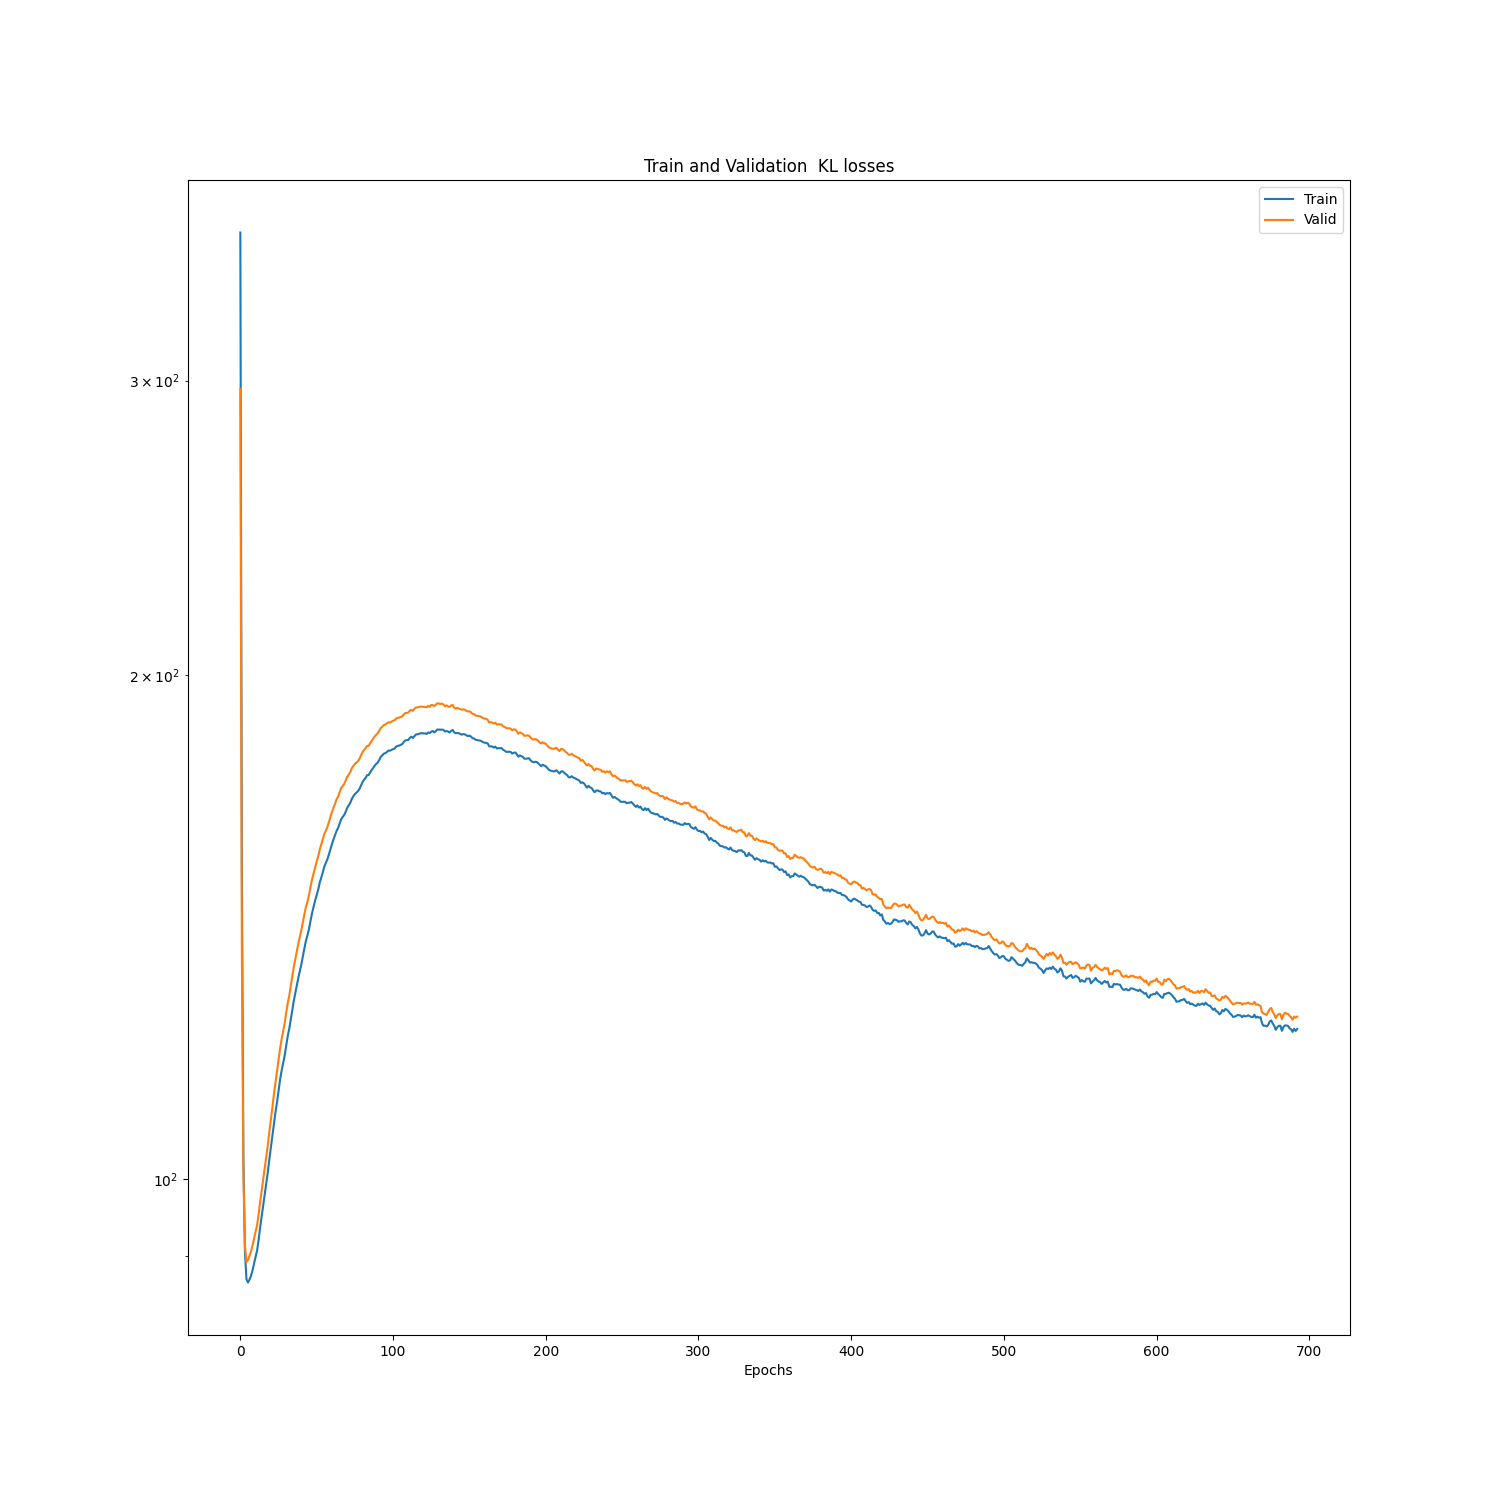 Train and Validation  KL losses
Train
Valid
3 × 10²
2 × 10²
10²
0 100 200 300 400 500 600 700
Epochs